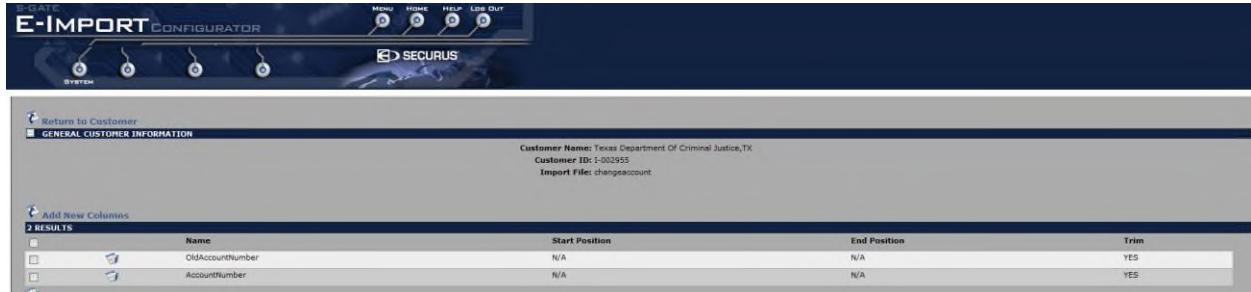 S-GATE
E-IMPORT CONFIGURATOR
MENU HOME HELP LOG OUT
SECURUS
SYSTEM
Return to Customer
GENERAL CUSTOMER INFORMATION
Customer Name: Texas Department Of Criminal Justice,TX
Customer ID: I-002955
Import File: changeaccount
Add New Columns
2 RESULTS
Name Start Position End Position Trim
OldAccountNumber N/A N/A YES
AccountNumber N/A N/A YES